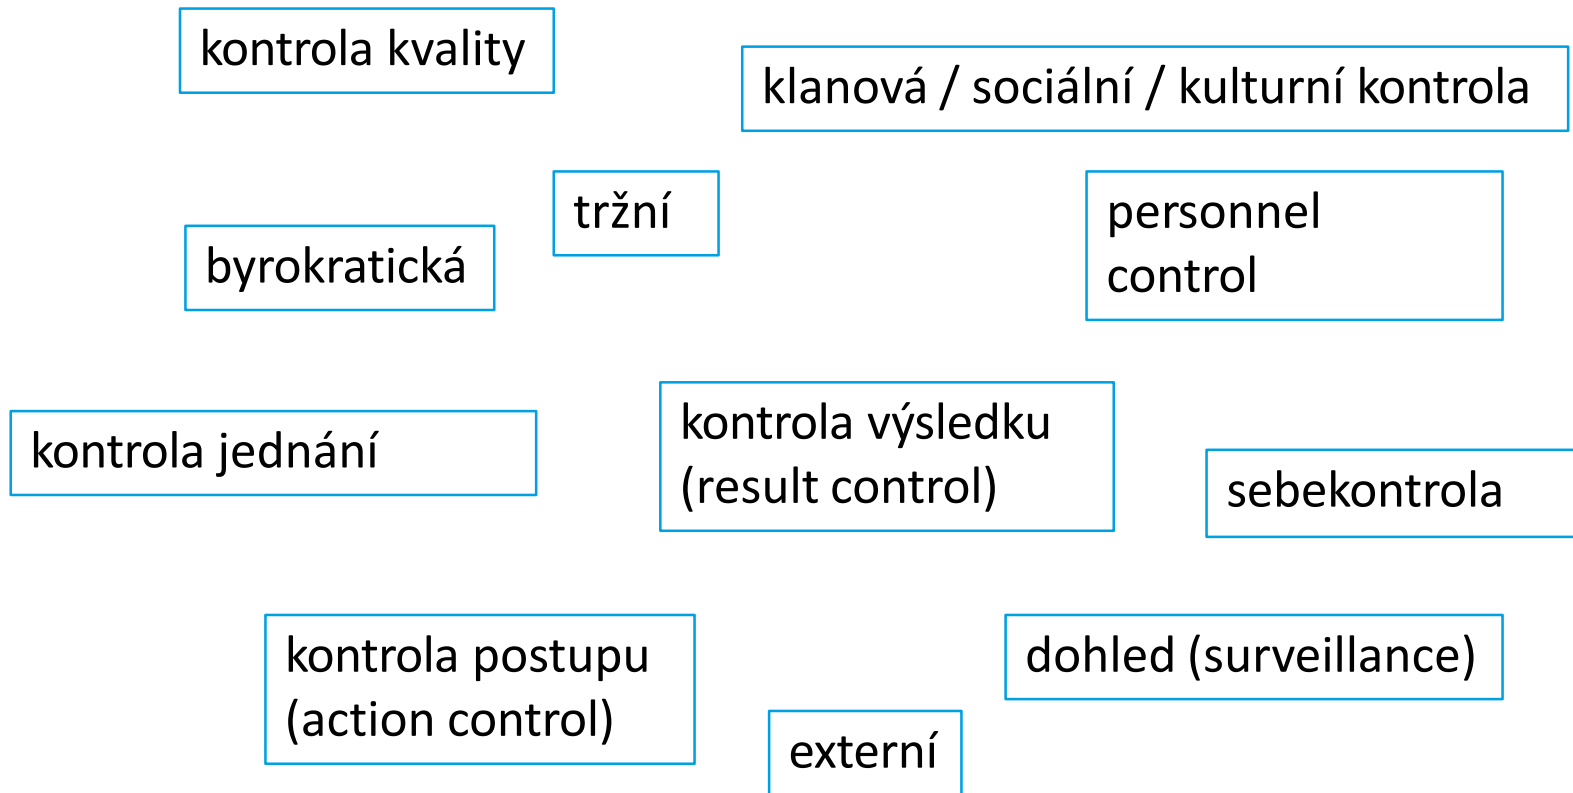 kontrola kvality
klanová / sociální / kulturní kontrola
tržní
personnel
control
byrokratická
kontrola jednání
kontrola výsledku
(result control)
sebekontrola
kontrola postupu
(action control)
dohled (surveillance)
externí